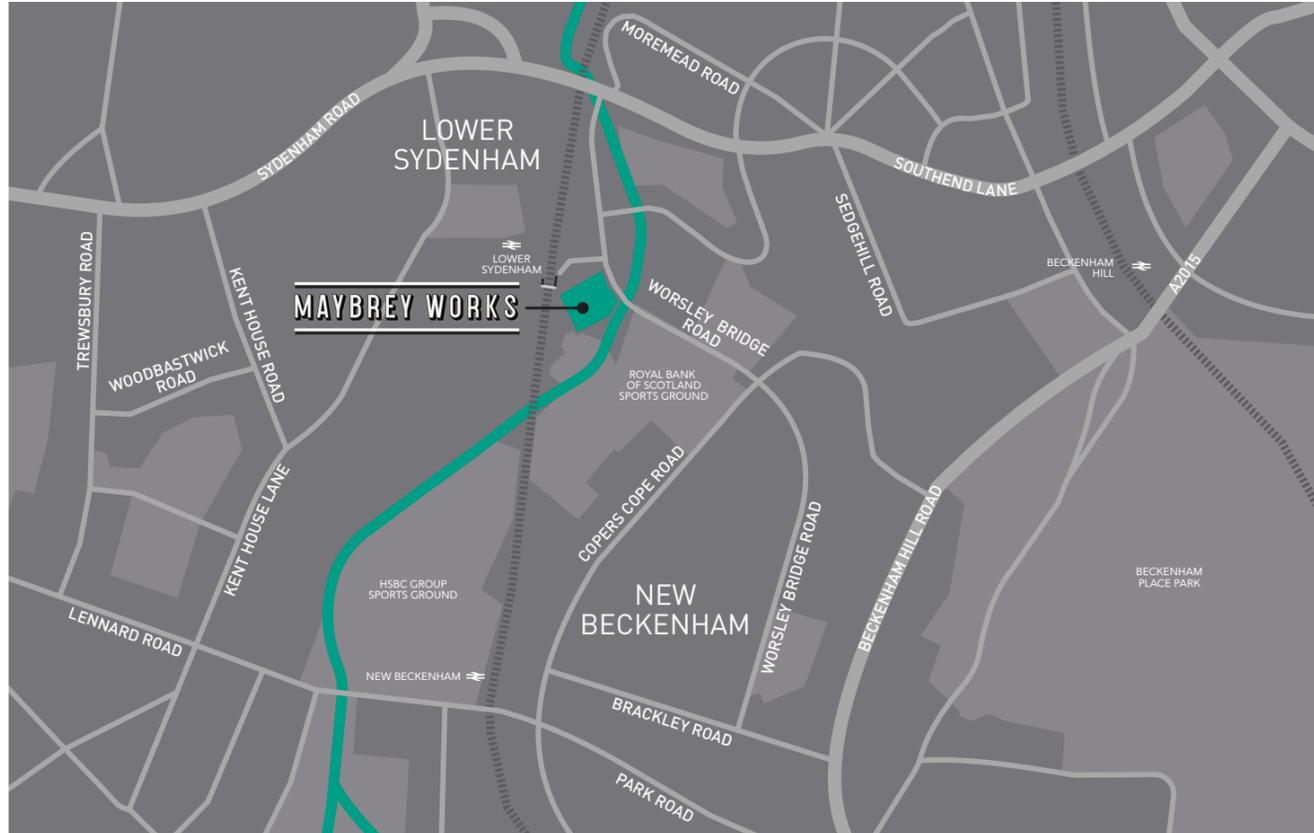 MOREMEAD ROAD
SYDENHAM ROAD
LOWER
SYDENHAM
SOUTHEND LANE
SEDGEHILL ROAD
TREWSBURY ROAD
KENT HOUSE ROAD
LOWER
SYDENHAM
BECKENHAM
HILL
A2015
MAYBREY WORKS
WORSLEY BRIDGE
ROAD
WOODBASTWICK
ROAD
ROYAL BANK
OF SCOTLAND
SPORTS GROUND
COPERS COPE ROAD
KENT HOUSE LANE
WORSLEY BRIDGE ROAD
BECKENHAM HILL ROAD
HSBC GROUP
SPORTS GROUND
NEW
BECKENHAM
BECKENHAM
PLACE PARK
LENNARD ROAD
NEW BECKENHAM
BRACKLEY ROAD
PARK ROAD